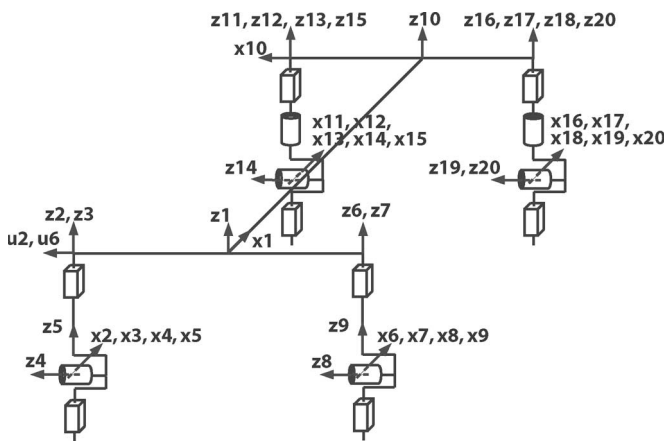 z11, z12, z13, z15
z10
z16, z17, z18, z20
x10
x11, x12,
x13, x14, x15
x16, x17,
x18, x19, x20
z14
z19, z20
z2, z3
z1
z6, z7
u2, u6
x1
z5
x2, x3, x4, x5
z9
x6, x7, x8, x9
z4
z8